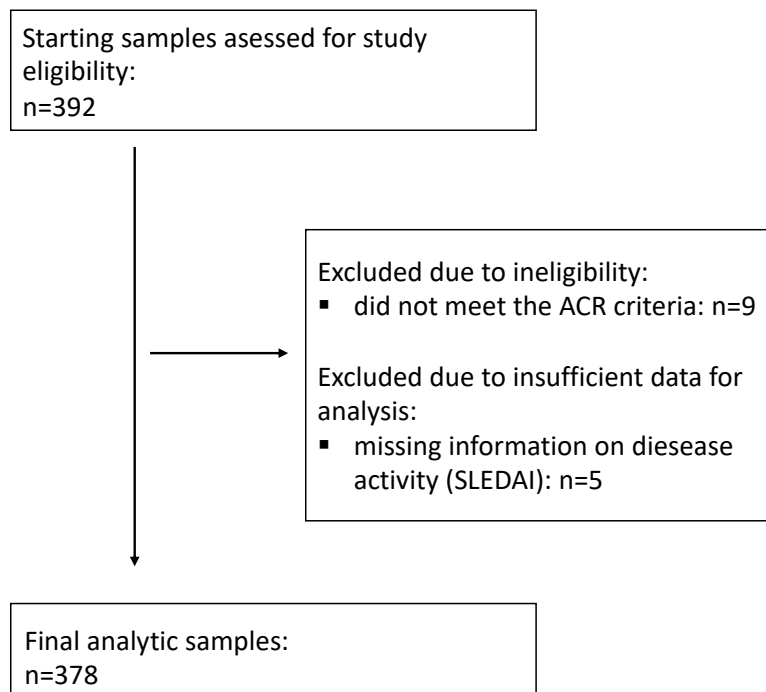 Starting samples asessed for study
eligibility:
n=392
Excluded due to ineligibility:
▪ did not meet the ACR criteria: n=9
Excluded due to insufficient data for
analysis:
▪ missing information on diesease
activity (SLEDAI): n=5
Final analytic samples:
n=378